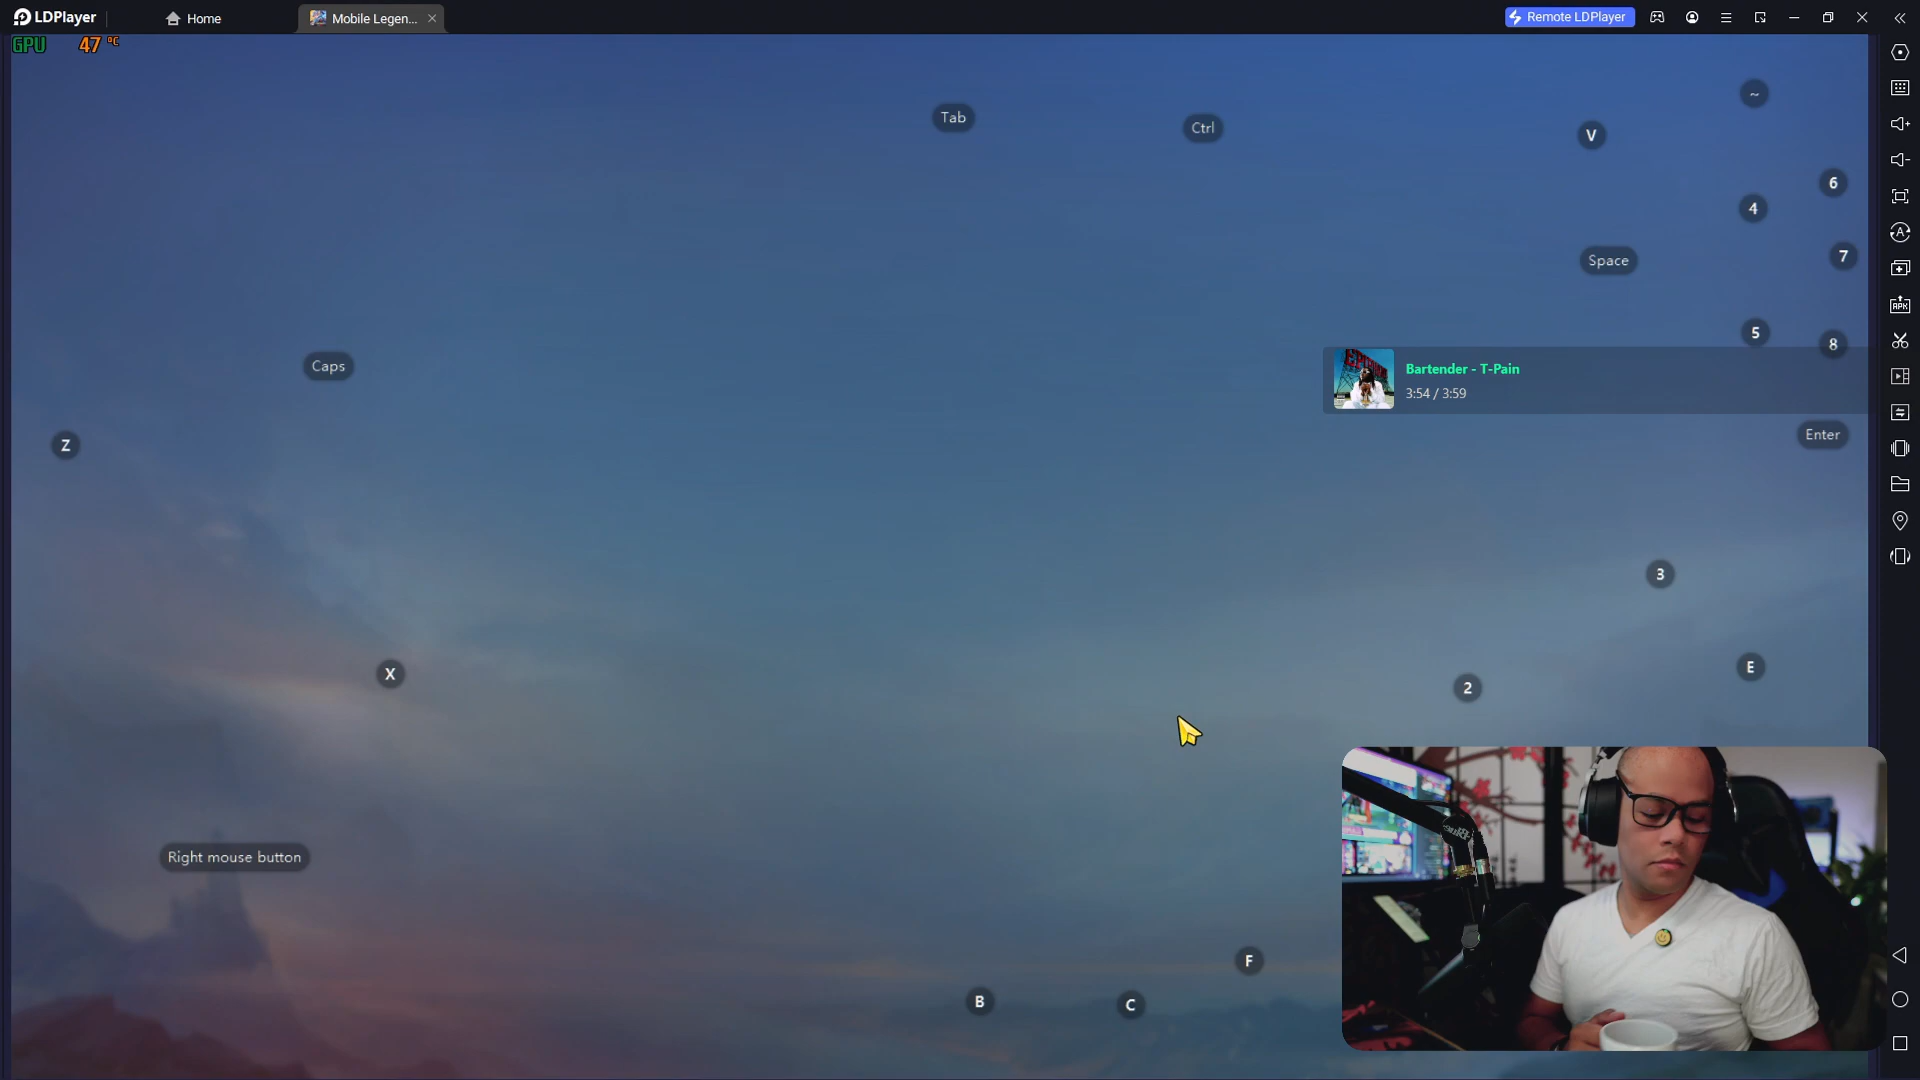 LDPlayer
Home
Mobile Legen...
Remote LDPlayer
GPU 47 °C
~
Tab
Ctrl
V
6
4
7
Space
5
8
Caps
Bartender - T-Pain
3:54 / 3:59
Enter
Z
3
E
X
2
Right mouse button
F
B
C
A
APK